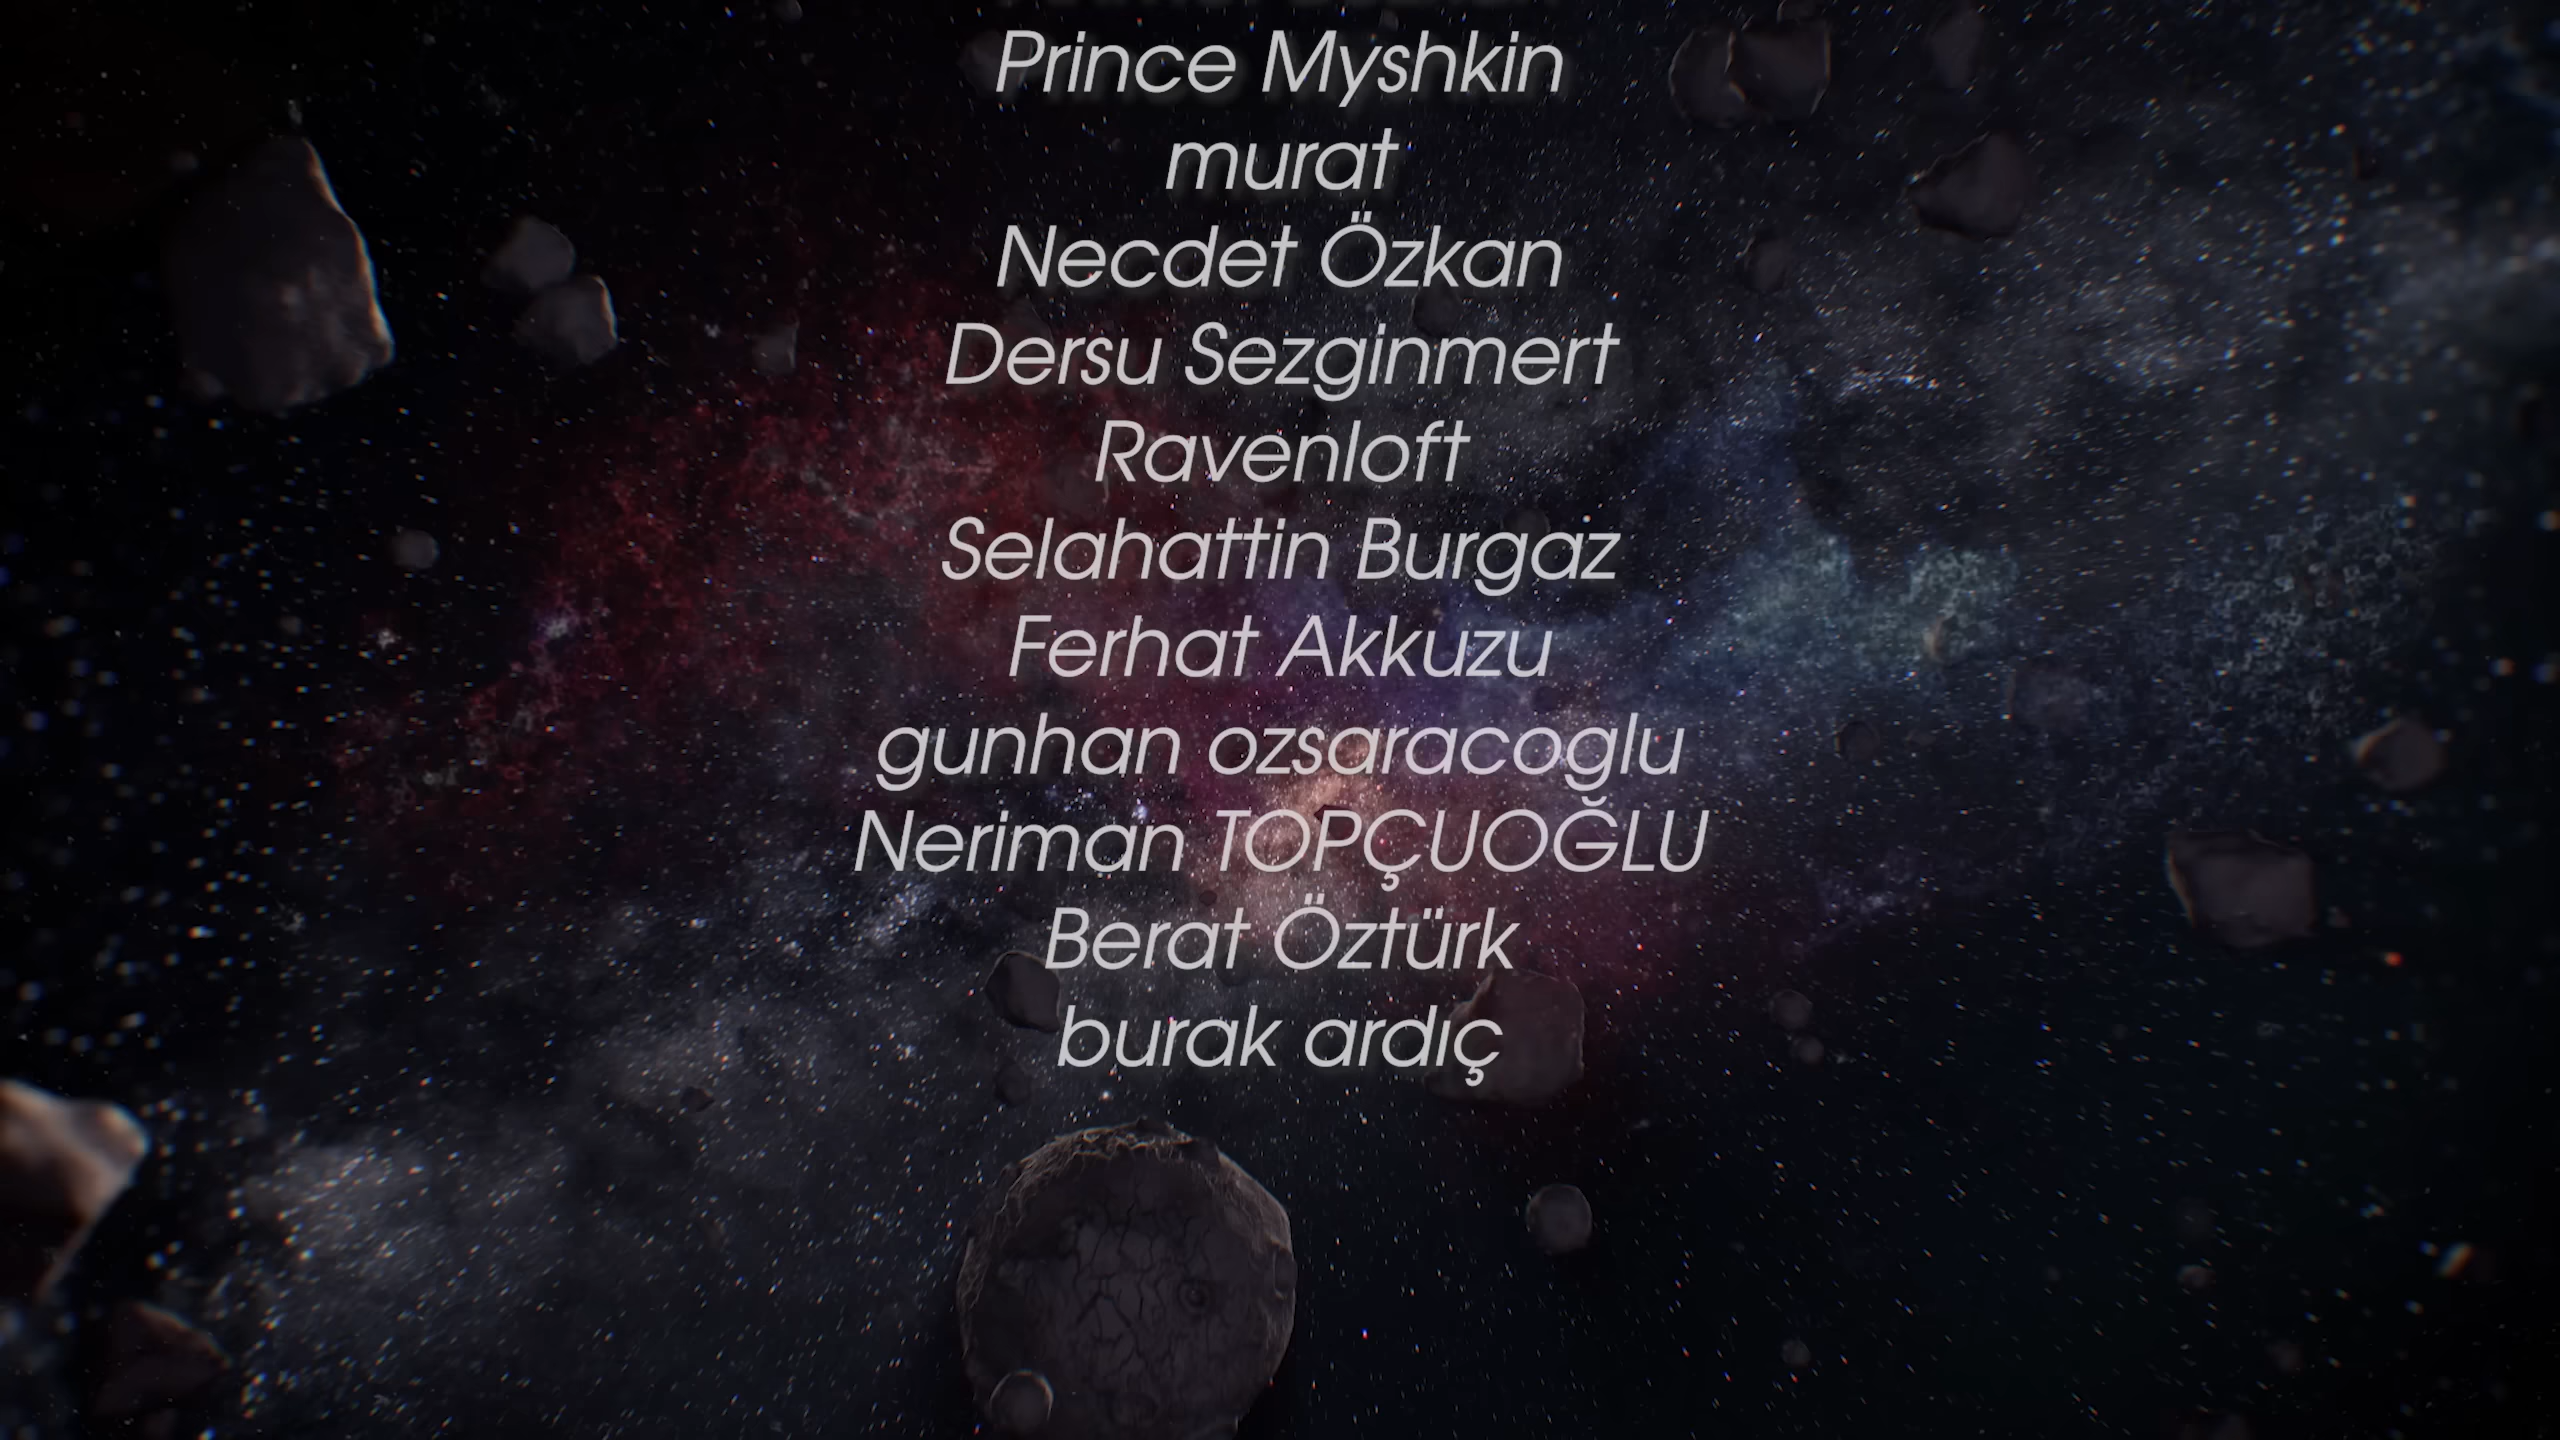 Prince Myshkin
murat
Necdet Özkan
Dersu Sezginmert
Ravenloft
Selahattin Burgaz
Ferhat Akkuzu
gunhan ozsaracoglu
Neriman TOPÇUOĞLU
Berat Öztürk
burak ardıç